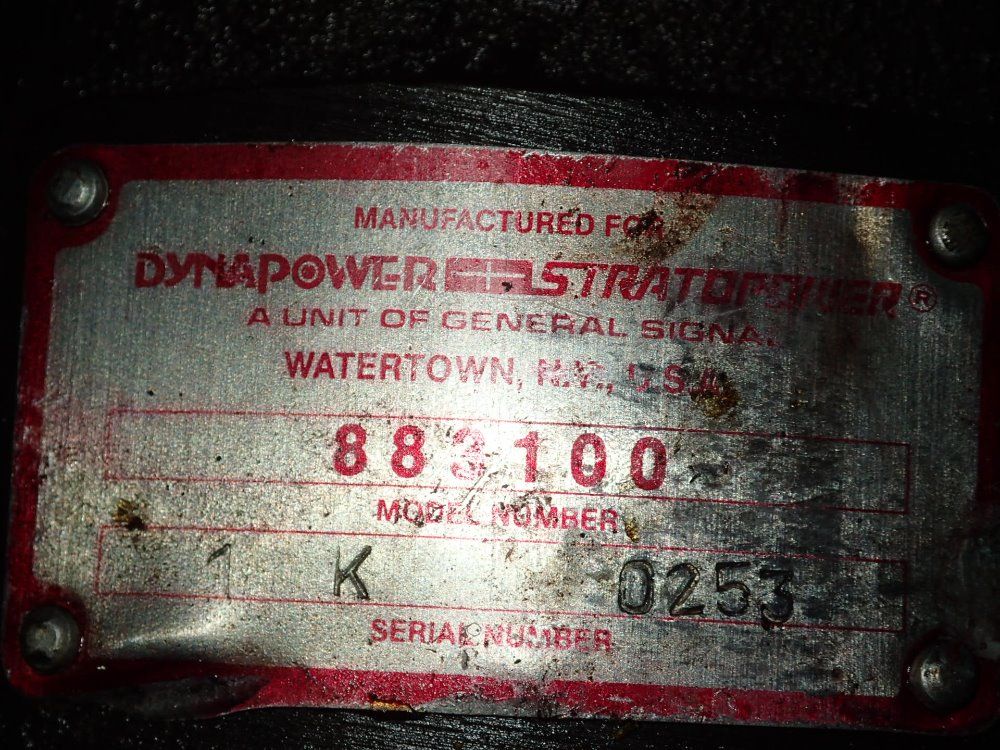 MANUFACTURED FOR
DYNAPOWER STRATOPOWER®
A UNIT OF GENERAL SIGNAL
WATERTOWN, N.Y., U.S.A.
883100
MODEL NUMBER
1 K 0253
SERIAL NUMBER